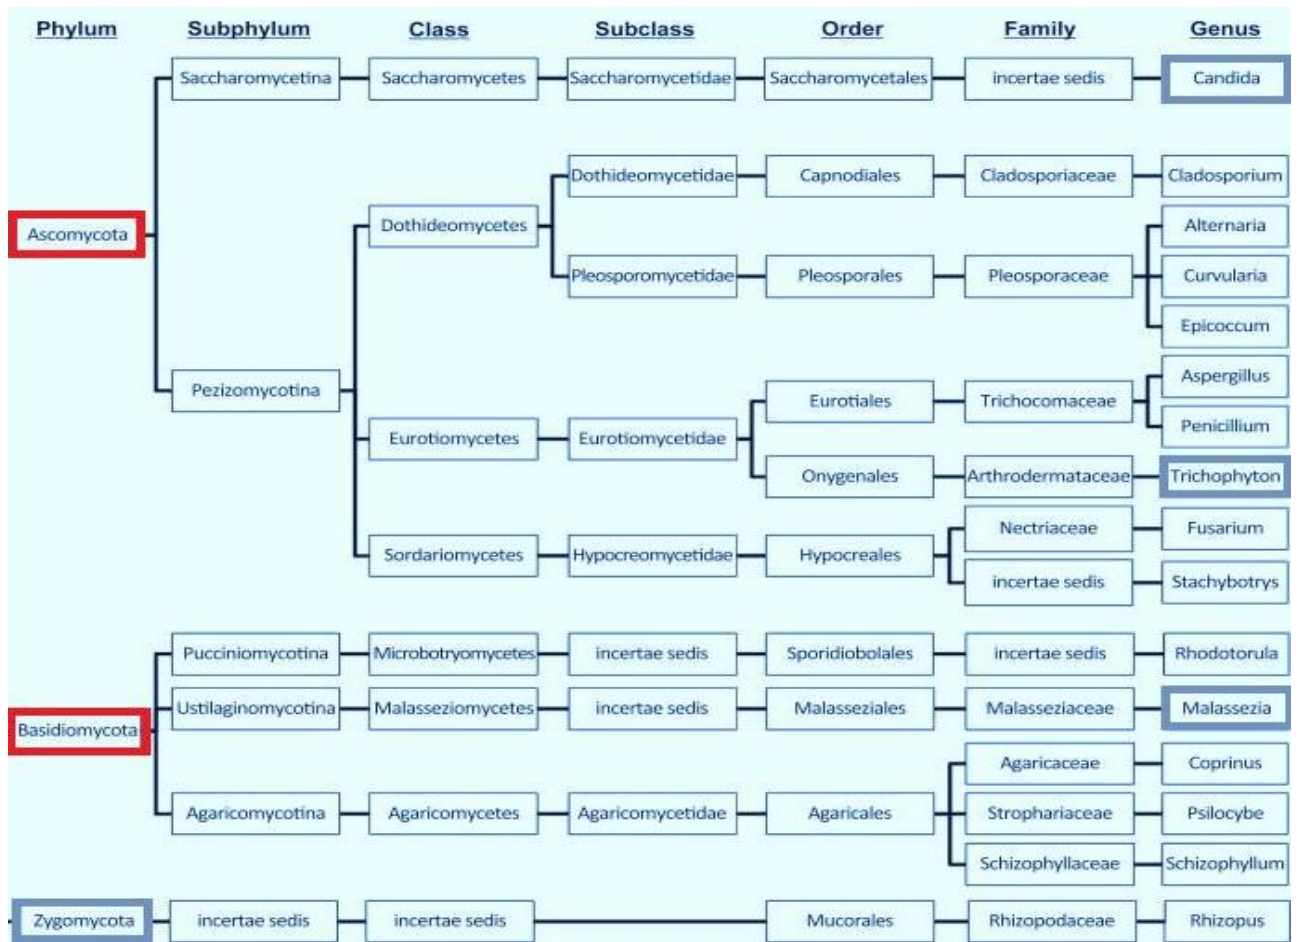 Phylum Subphylum Class Subclass Order Family Genus
Saccharomycetina Saccharomycetes Saccharomycetidae Saccharomycetales incertae sedis Candida
Dothideomycetidae Capnodiales Cladosporiaceae Cladosporium
Ascomycota Dothideomycetes Alternaria
Pleosporomycetidae Pleosporales Pleosporaceae Curvularia
Epicoccum
Pezizomycotina Aspergillus
Eurotiales Trichocomaceae
Penicillium
Eurotiomycetes Eurotiomycetidae
Onygenales Arthrodermataceae Trichophyton
Nectriaceae Fusarium
Sordariomycetes Hypocreomycetidae Hypocreales
incertae sedis Stachybotrys
Pucciniomycotina Microbotryomycetes incertae sedis Sporidiobolales incertae sedis Rhodotorula
Ustilaginomycotina Malasseziomycetes incertae sedis Malasseziales Malasseziaceae Malassezia
Basidiomycota
Agaricaceae Coprinus
Agaricomycotina Agaricomycetes Agaricomycetidae Agaricales Strophariaceae Psilocybe
Schizophyllaceae Schizophyllum
Zygomycota incertae sedis incertae sedis Mucorales Rhizopodaceae Rhizopus